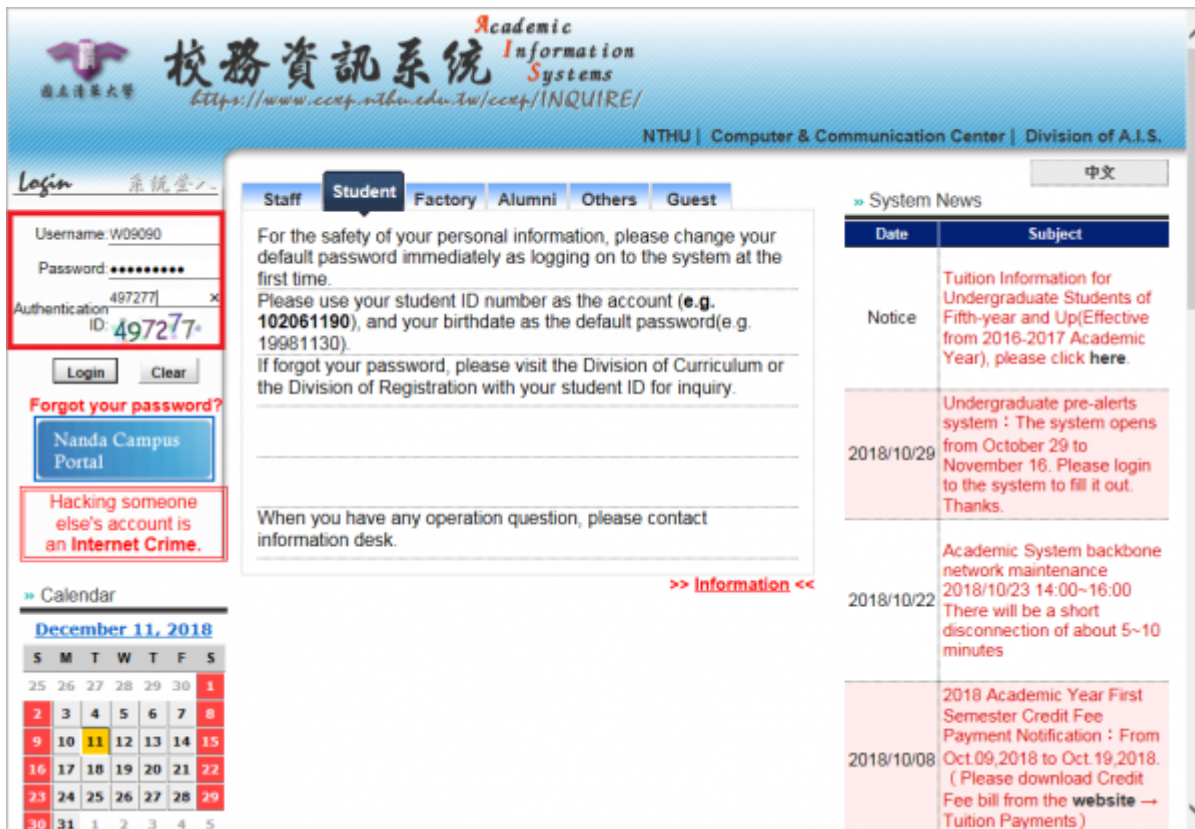 Academic
Information
Systems
校務資訊系統
國立清華大學
https://www.ccxp.nthu.edu.tw/ccxp/INQUIRE/
NTHU | Computer & Communication Center | Division of A.I.S.
Login 系統登入
Username: W09090
Password: •••••••••
497277 ×
Authentication
ID: 497277
Login Clear
Forgot your password?
Nanda Campus
Portal
Hacking someone
else's account is
an Internet Crime.
» Calendar
December 11, 2018
S M T W T F S
25 26 27 28 29 30 1
2 3 4 5 6 7 8
9 10 11 12 13 14 15
16 17 18 19 20 21 22
23 24 25 26 27 28 29
30 31 1 2 3 4 5
Staff Student Factory Alumni Others Guest
For the safety of your personal information, please change your
default password immediately as logging on to the system at the
first time.
Please use your student ID number as the account (e.g.
102061190), and your birthdate as the default password(e.g.
19981130).
If forgot your password, please visit the Division of Curriculum or
the Division of Registration with your student ID for inquiry.
When you have any operation question, please contact
information desk.
>> Information <<
中文
» System News
Date Subject
Notice
Tuition Information for
Undergraduate Students of
Fifth-year and Up(Effective
from 2016-2017 Academic
Year), please click here.
2018/10/29
Undergraduate pre-alerts
system：The system opens
from October 29 to
November 16. Please login
to the system to fill it out.
Thanks.
2018/10/22
Academic System backbone
network maintenance
2018/10/23 14:00~16:00
There will be a short
disconnection of about 5~10
minutes
2018/10/08
2018 Academic Year First
Semester Credit Fee
Payment Notification：From
Oct.09,2018 to Oct.19,2018.
（Please download Credit
Fee bill from the website →
Tuition Payments）